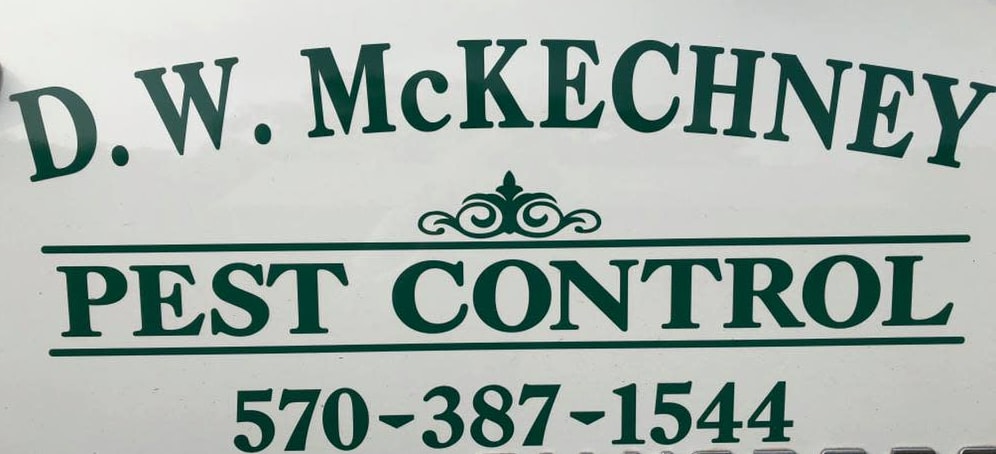 D. W. McKECHNEY
PEST CONTROL
570-387-1544